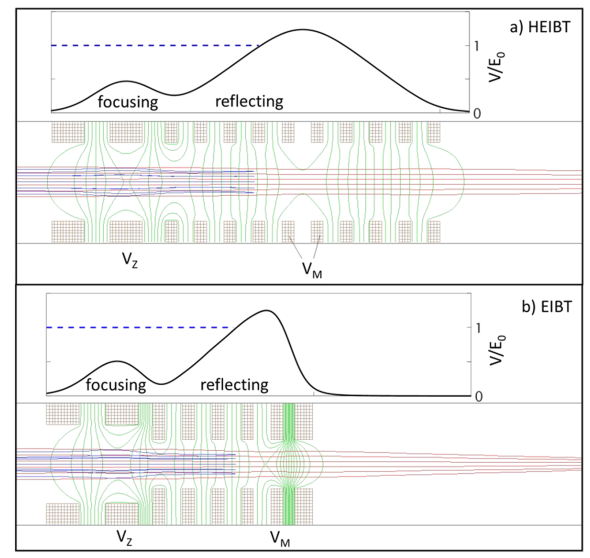 a) HEIBT
1
V/E0
focusing
reflecting
0
VZ
VM
b) EIBT
1
V/E0
focusing
reflecting
0
VZ
VM